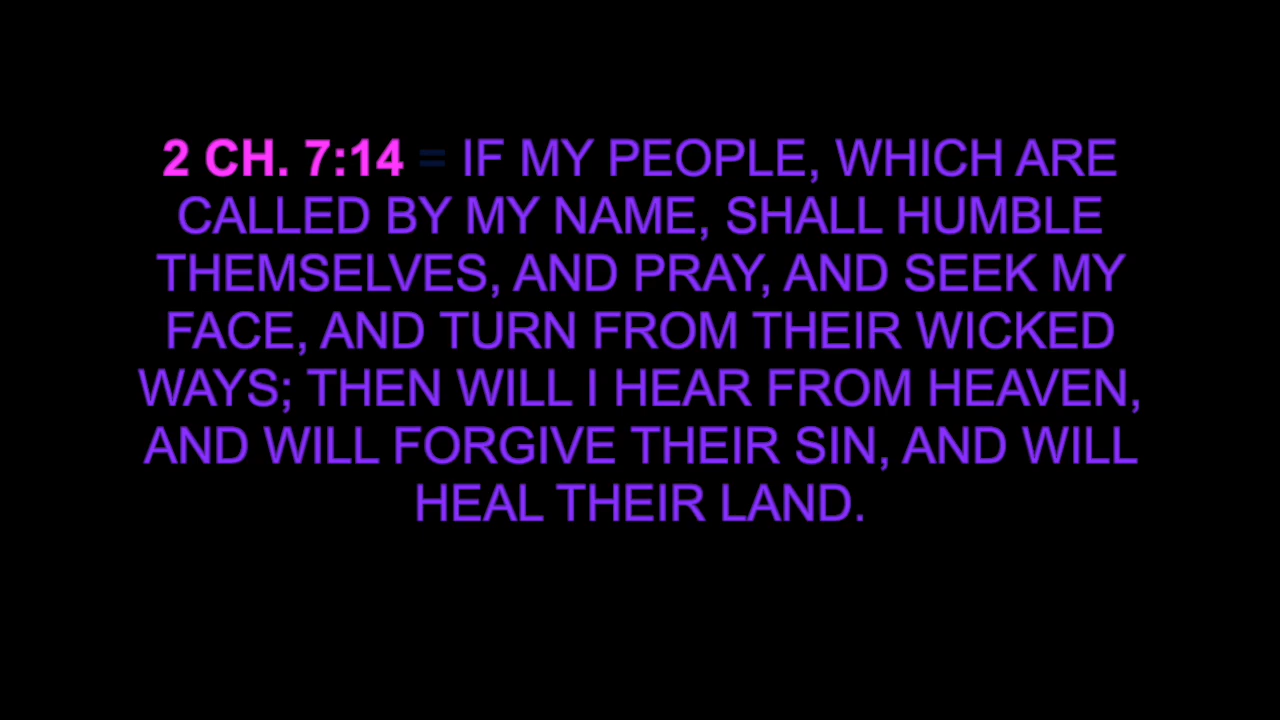 2 CH. 7:14 = IF MY PEOPLE, WHICH ARE
CALLED BY MY NAME, SHALL HUMBLE
THEMSELVES, AND PRAY, AND SEEK MY
FACE, AND TURN FROM THEIR WICKED
WAYS; THEN WILL I HEAR FROM HEAVEN,
AND WILL FORGIVE THEIR SIN, AND WILL
HEAL THEIR LAND.